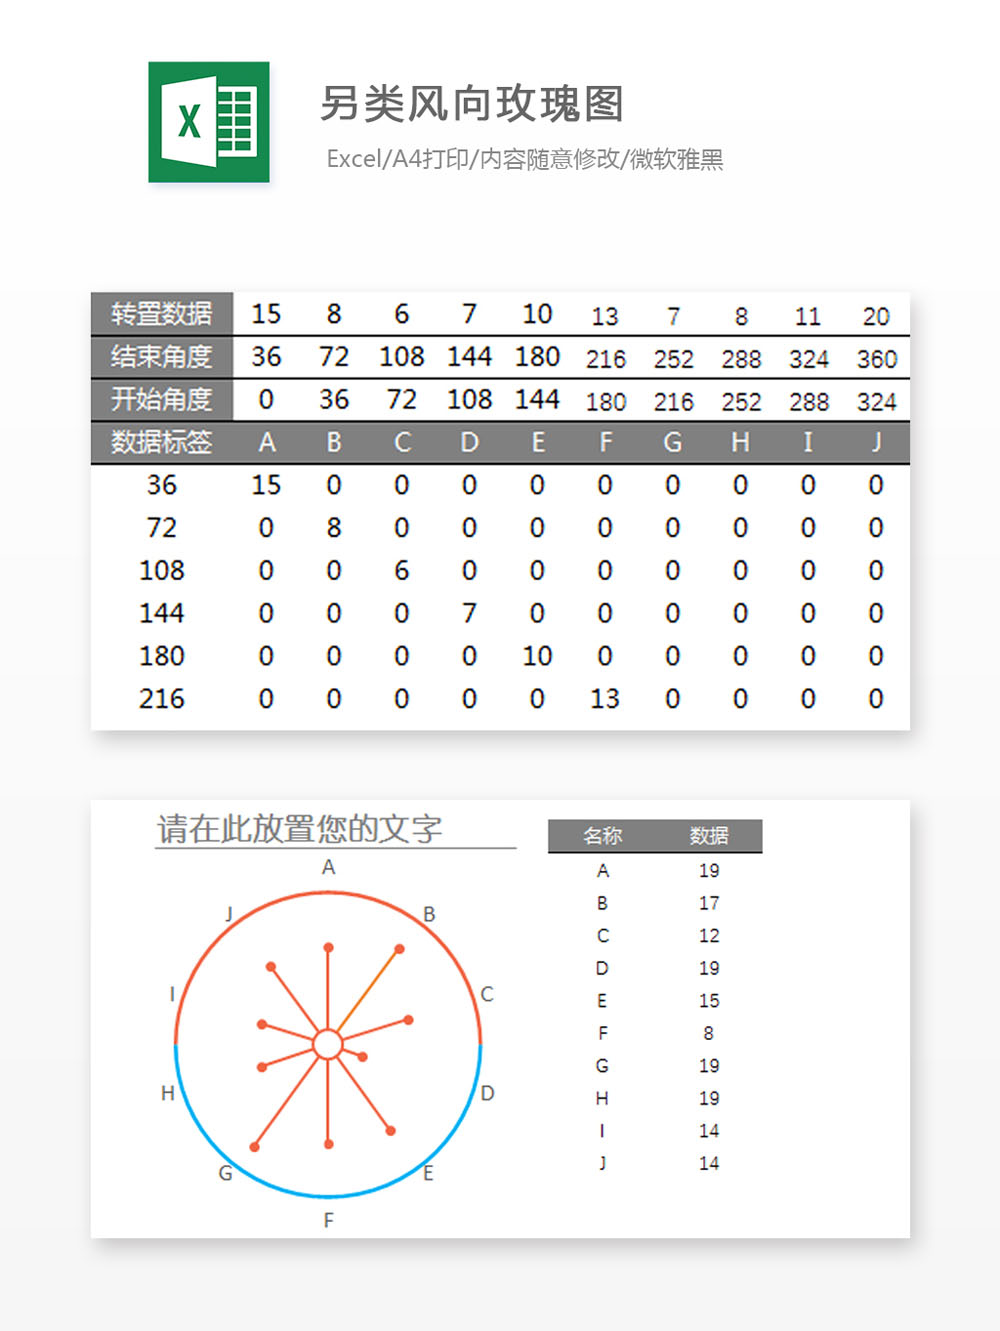 X
另类风向玫瑰图
Excel/A4打印/内容随意修改/微软雅黑
转置数据 15 8 6 7 10 13 7 8 11 20
结束角度 36 72 108 144 180 216 252 288 324 360
开始角度 0 36 72 108 144 180 216 252 288 324
数据标签 A B C D E F G H I J
36 15 0 0 0 0 0 0 0 0 0
72 0 8 0 0 0 0 0 0 0 0
108 0 0 6 0 0 0 0 0 0 0
144 0 0 0 7 0 0 0 0 0 0
180 0 0 0 0 10 0 0 0 0 0
216 0 0 0 0 0 13 0 0 0 0
请在此放置您的文字
A
J B
I C
H D
G E
F
名称 数据
A 19
B 17
C 12
D 19
E 15
F 8
G 19
H 19
I 14
J 14